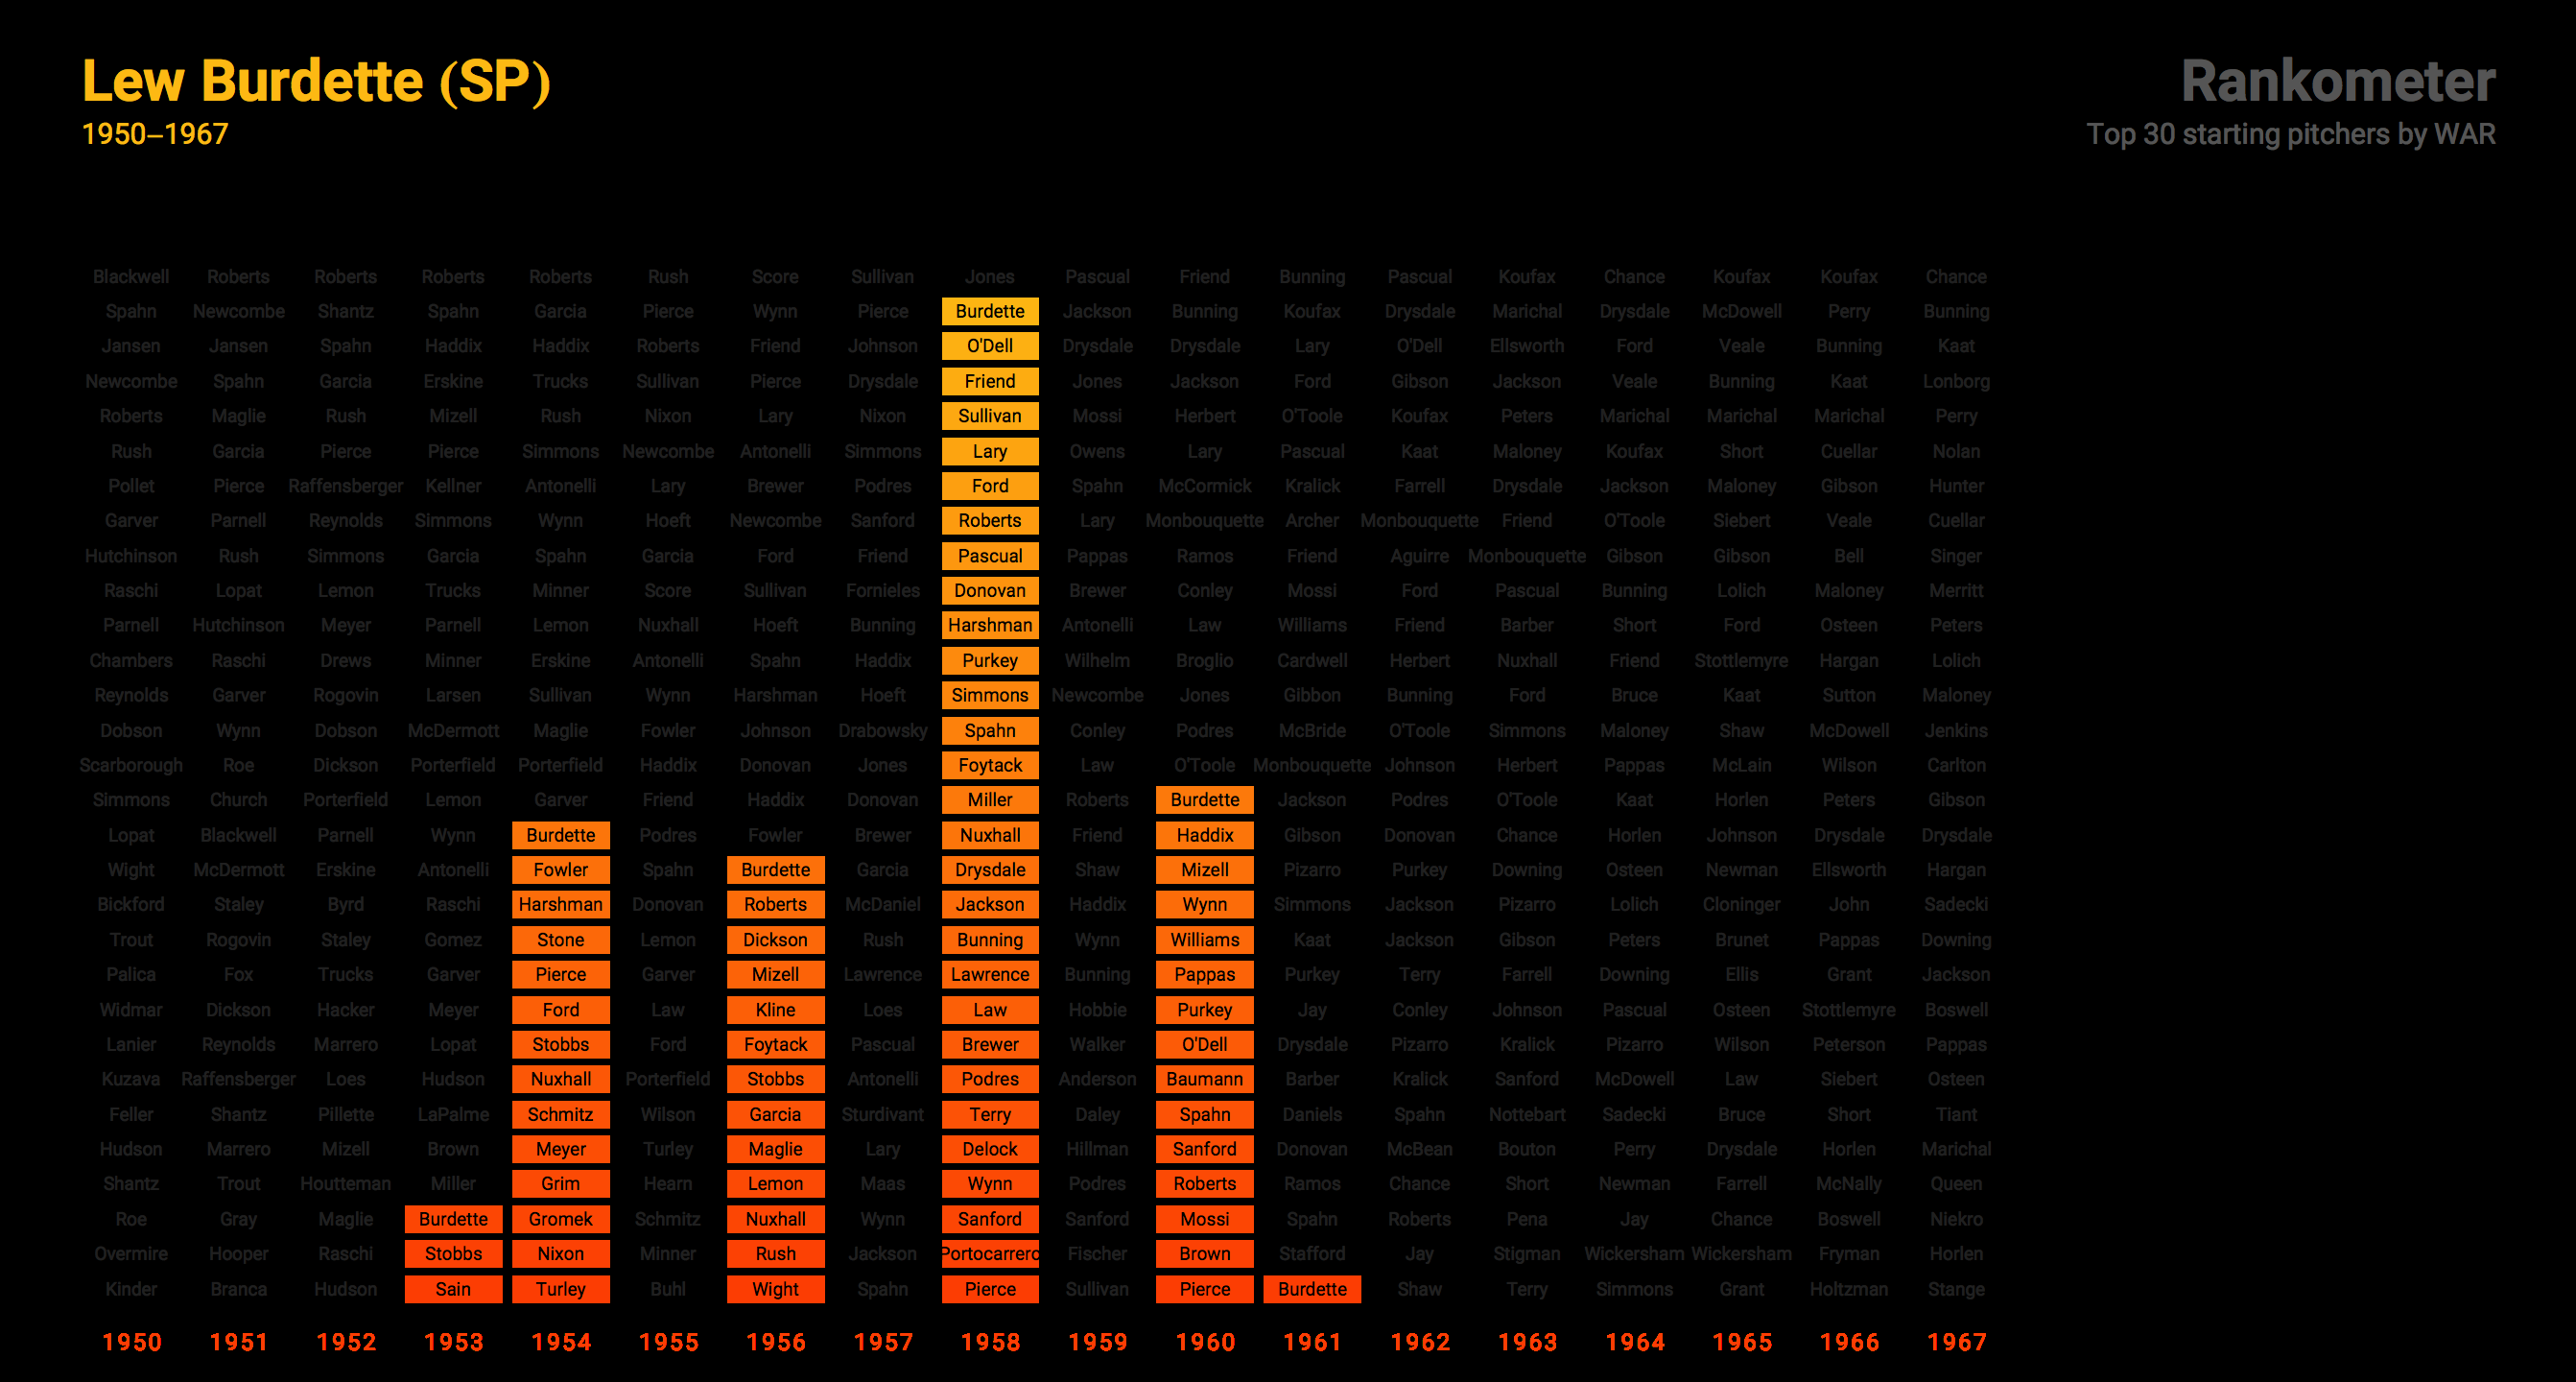 Lew Burdette (SP)
1950–1967
Rankometer
Top 30 starting pitchers by WAR
Blackwell Roberts Roberts Roberts Roberts Rush Score Sullivan Jones Pascual Friend Bunning Pascual Koufax Chance Koufax Koufax Chance
Spahn Newcombe Shantz Spahn Garcia Pierce Wynn Pierce Burdette Jackson Bunning Koufax Drysdale Marichal Drysdale McDowell Perry Bunning
Jansen Jansen Spahn Haddix Haddix Roberts Friend Johnson O'Dell Drysdale Drysdale Lary O'Dell Ellsworth Ford Veale Bunning Kaat
Newcombe Spahn Garcia Erskine Trucks Sullivan Pierce Drysdale Friend Jones Jackson Ford Gibson Jackson Veale Bunning Kaat Lonborg
Roberts Maglie Rush Mizell Rush Nixon Lary Nixon Sullivan Mossi Herbert O'Toole Koufax Peters Marichal Marichal Marichal Perry
Rush Garcia Pierce Pierce Simmons Newcombe Antonelli Simmons Lary Owens Lary Pascual Kaat Maloney Koufax Short Cuellar Nolan
Pollet Pierce Raffensberger Kellner Antonelli Lary Brewer Podres Ford Spahn McCormick Kralick Farrell Drysdale Jackson Maloney Gibson Hunter
Garver Parnell Reynolds Simmons Wynn Hoeft Newcombe Sanford Roberts Lary Monbouquette Archer Monbouquette Friend O'Toole Siebert Veale Cuellar
Hutchinson Rush Simmons Garcia Spahn Garcia Ford Friend Pascual Pappas Ramos Friend Aguirre Monbouquette Gibson Gibson Bell Singer
Raschi Lopat Lemon Trucks Minner Score Sullivan Fornieles Donovan Brewer Conley Mossi Ford Pascual Bunning Lolich Maloney Merritt
Parnell Hutchinson Meyer Parnell Lemon Nuxhall Hoeft Bunning Harshman Antonelli Law Williams Friend Barber Short Ford Osteen Peters
Chambers Raschi Drews Minner Erskine Antonelli Spahn Haddix Purkey Wilhelm Broglio Cardwell Herbert Nuxhall Friend Stottlemyre Hargan Lolich
Reynolds Garver Rogovin Larsen Sullivan Wynn Harshman Hoeft Simmons Newcombe Jones Gibbon Bunning Ford Bruce Kaat Sutton Maloney
Dobson Wynn Dobson McDermott Maglie Fowler Johnson Drabowsky Spahn Conley Podres McBride O'Toole Simmons Maloney Shaw McDowell Jenkins
Scarborough Roe Dickson Porterfield Porterfield Haddix Donovan Jones Foytack Law O'Toole Monbouquette Johnson Herbert Pappas McLain Wilson Carlton
Simmons Church Porterfield Lemon Garver Friend Haddix Donovan Miller Roberts Burdette Jackson Podres O'Toole Kaat Horlen Peters Gibson
Lopat Blackwell Parnell Wynn Burdette Podres Fowler Brewer Nuxhall Friend Haddix Gibson Donovan Chance Horlen Johnson Drysdale Drysdale
Wight McDermott Erskine Antonelli Fowler Spahn Burdette Garcia Drysdale Shaw Mizell Pizarro Purkey Downing Osteen Newman Ellsworth Hargan
Bickford Staley Byrd Raschi Harshman Donovan Roberts McDaniel Jackson Haddix Wynn Simmons Jackson Pizarro Lolich Cloninger John Sadecki
Trout Rogovin Staley Gomez Stone Lemon Dickson Rush Bunning Wynn Williams Kaat Jackson Gibson Peters Brunet Pappas Downing
Palica Fox Trucks Garver Pierce Garver Mizell Lawrence Lawrence Bunning Pappas Purkey Terry Farrell Downing Ellis Grant Jackson
Widmar Dickson Hacker Meyer Ford Law Kline Loes Law Hobbie Purkey Jay Conley Johnson Pascual Osteen Stottlemyre Boswell
Lanier Reynolds Marrero Lopat Stobbs Ford Foytack Pascual Brewer Walker O'Dell Drysdale Pizarro Kralick Pizarro Wilson Peterson Pappas
Kuzava Raffensberger Loes Hudson Nuxhall Porterfield Stobbs Antonelli Podres Anderson Baumann Barber Kralick Sanford McDowell Law Siebert Osteen
Feller Shantz Pillette LaPalme Schmitz Wilson Garcia Sturdivant Terry Daley Spahn Daniels Spahn Nottebart Sadecki Bruce Short Tiant
Hudson Marrero Mizell Brown Meyer Turley Maglie Lary Delock Hillman Sanford Donovan McBean Bouton Perry Drysdale Horlen Marichal
Shantz Trout Houtteman Miller Grim Hearn Lemon Maas Wynn Podres Roberts Ramos Chance Short Newman Farrell McNally Queen
Roe Gray Maglie Burdette Gromek Schmitz Nuxhall Wynn Sanford Sanford Mossi Spahn Roberts Pena Jay Chance Boswell Niekro
Overmire Hooper Raschi Stobbs Nixon Minner Rush Jackson Portocarrero Fischer Brown Stafford Jay Stigman Wickersham Wickersham Fryman Horlen
Kinder Branca Hudson Sain Turley Buhl Wight Spahn Pierce Sullivan Pierce Burdette Shaw Terry Simmons Grant Holtzman Stange
1950 1951 1952 1953 1954 1955 1956 1957 1958 1959 1960 1961 1962 1963 1964 1965 1966 1967